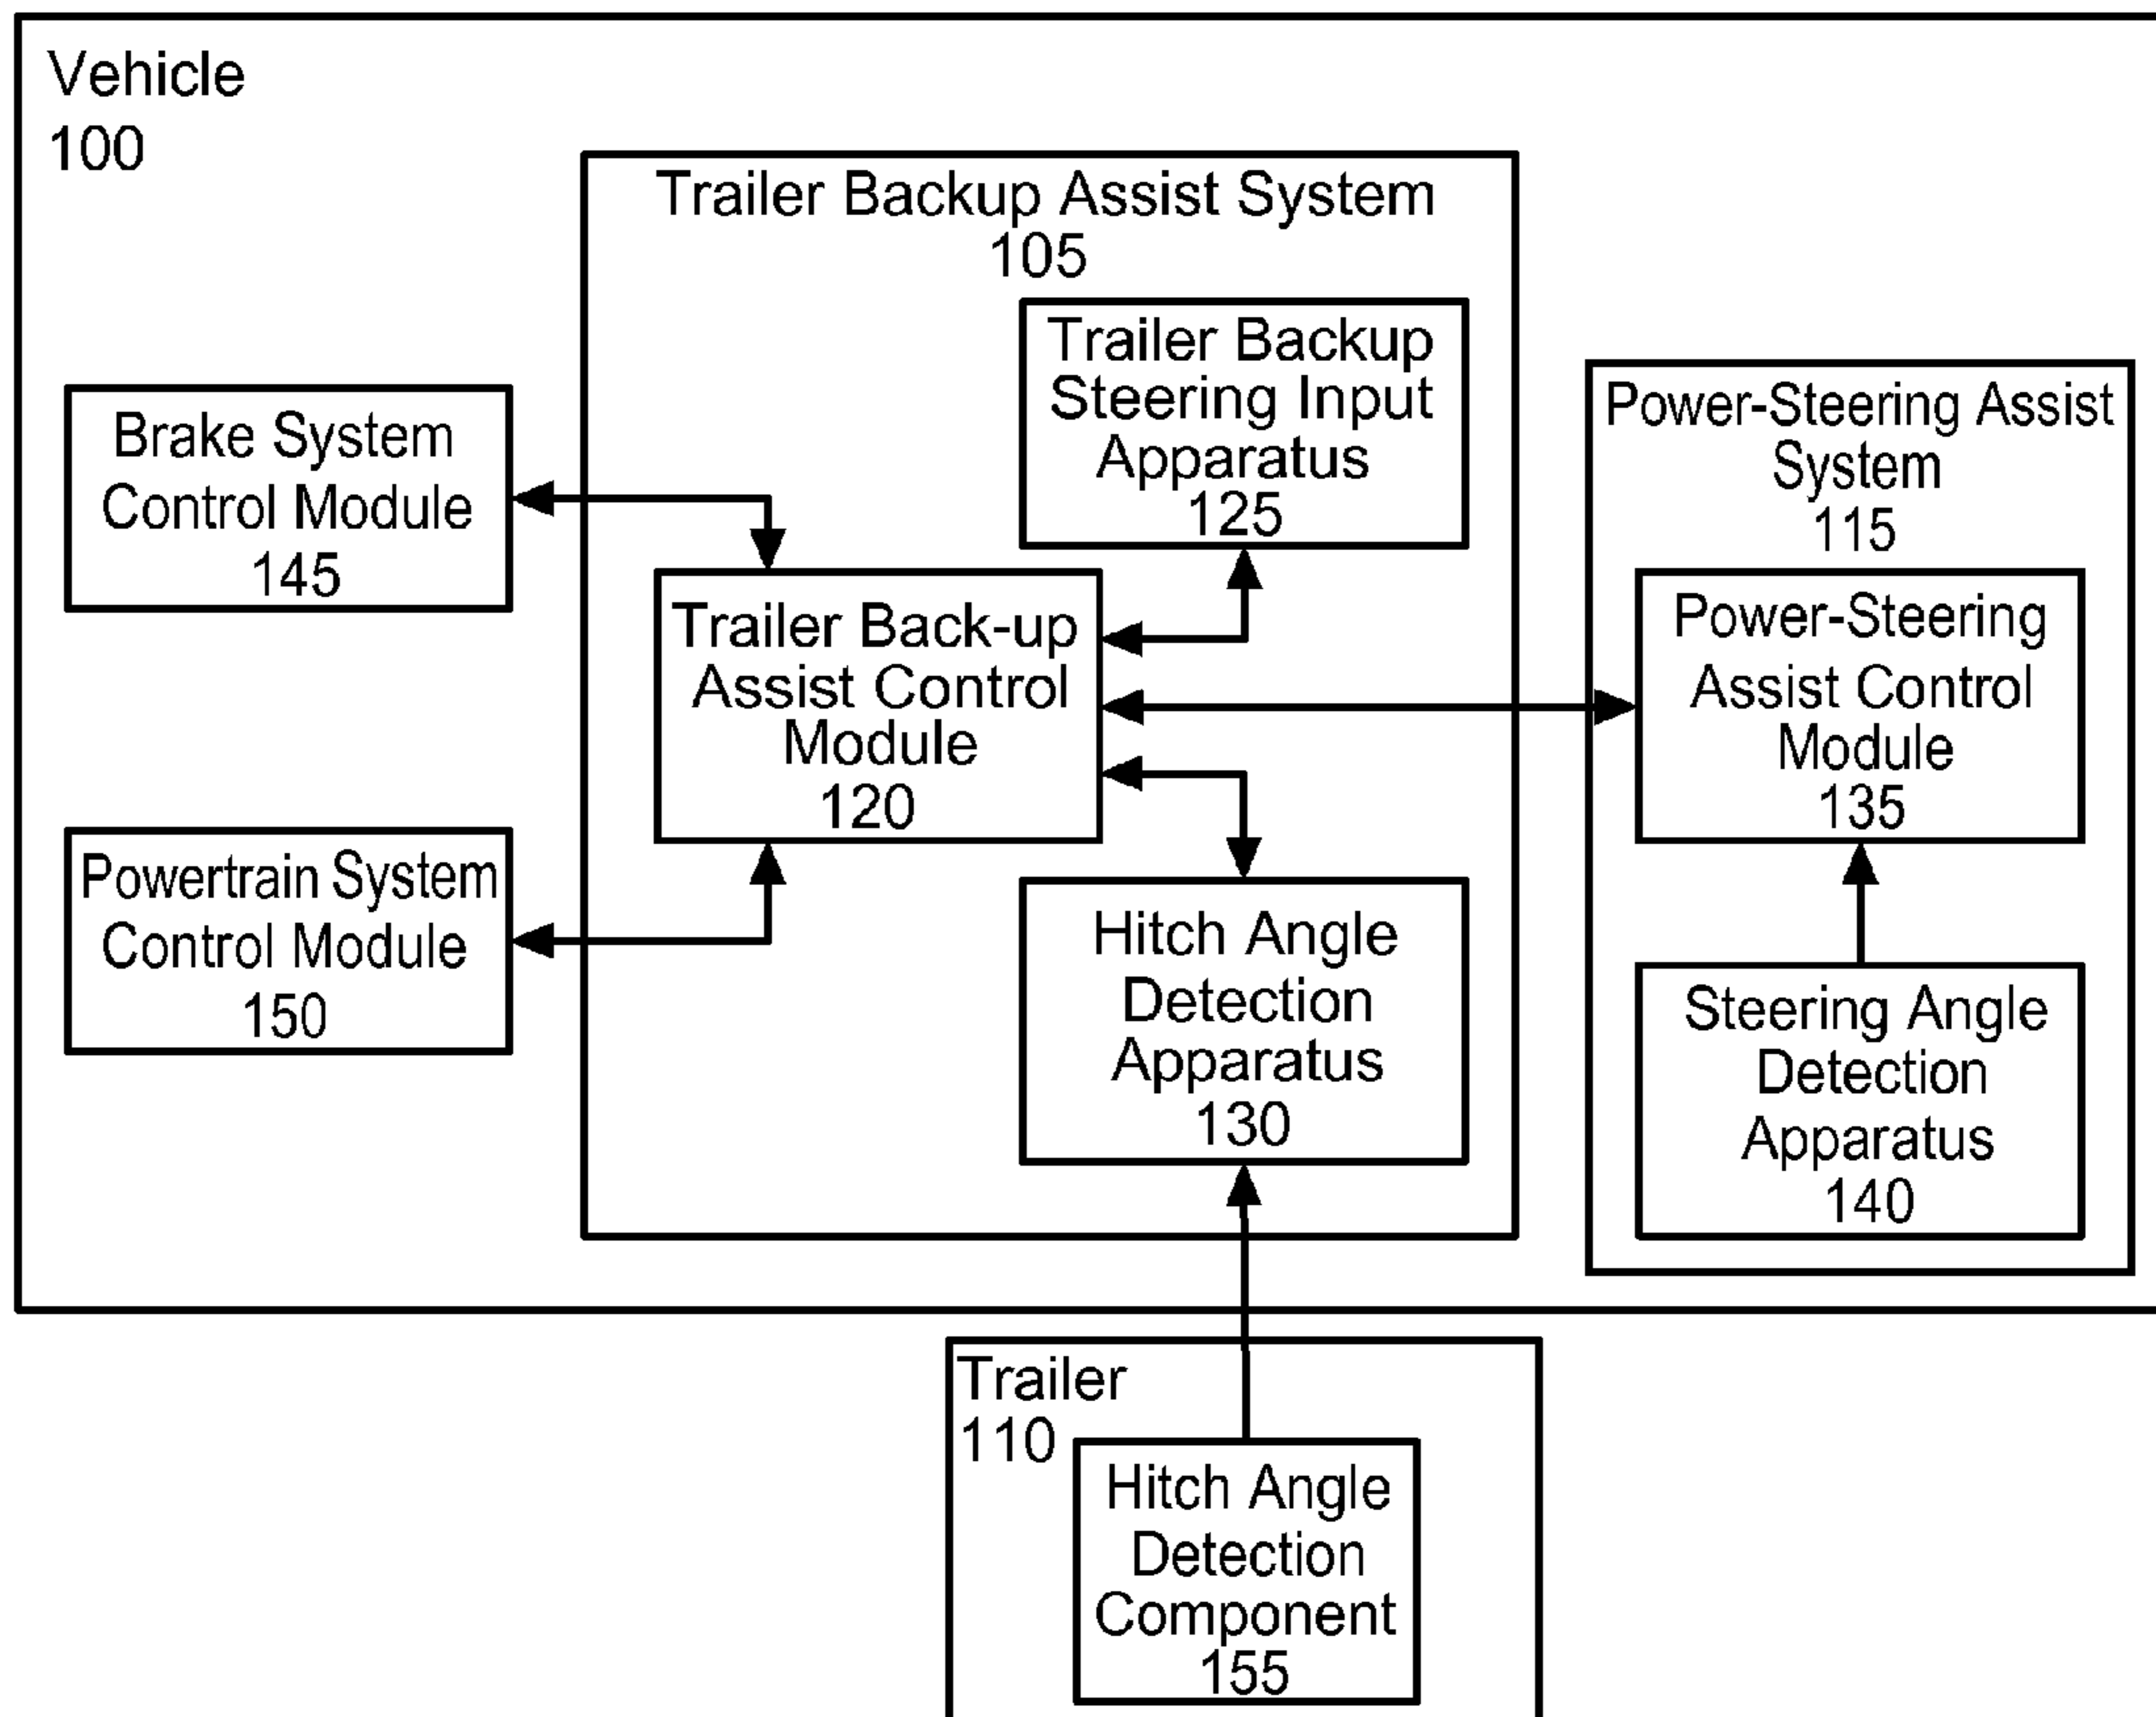 Vehicle
100
Trailer Backup Assist System
105
Trailer Backup
Steering Input
Apparatus
125
Brake System
Control Module
145
Power-Steering Assist
System
115
Trailer Back-up
Assist Control
Module
120
Power-Steering
Assist Control
Module
135
Powertrain System
Control Module
150
Hitch Angle
Detection
Apparatus
130
Steering Angle
Detection
Apparatus
140
Trailer
110
Hitch Angle
Detection
Component
155